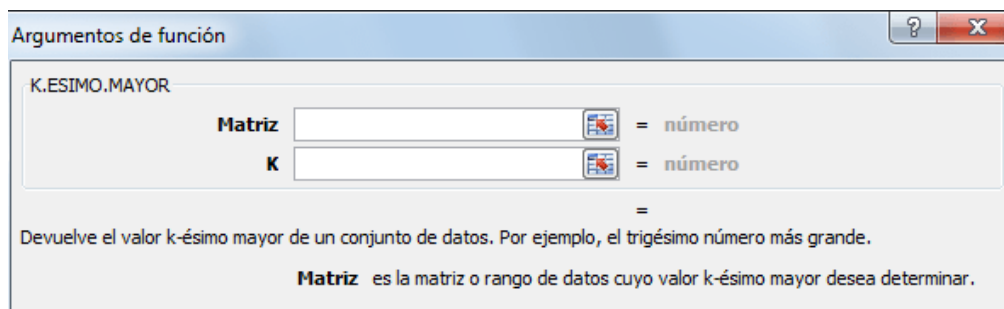 Argumentos de función
K.ESIMO.MAYOR
Matriz = número
K = número
=
Devuelve el valor k-ésimo mayor de un conjunto de datos. Por ejemplo, el trigésimo número más grande.
Matriz es la matriz o rango de datos cuyo valor k-ésimo mayor desea determinar.